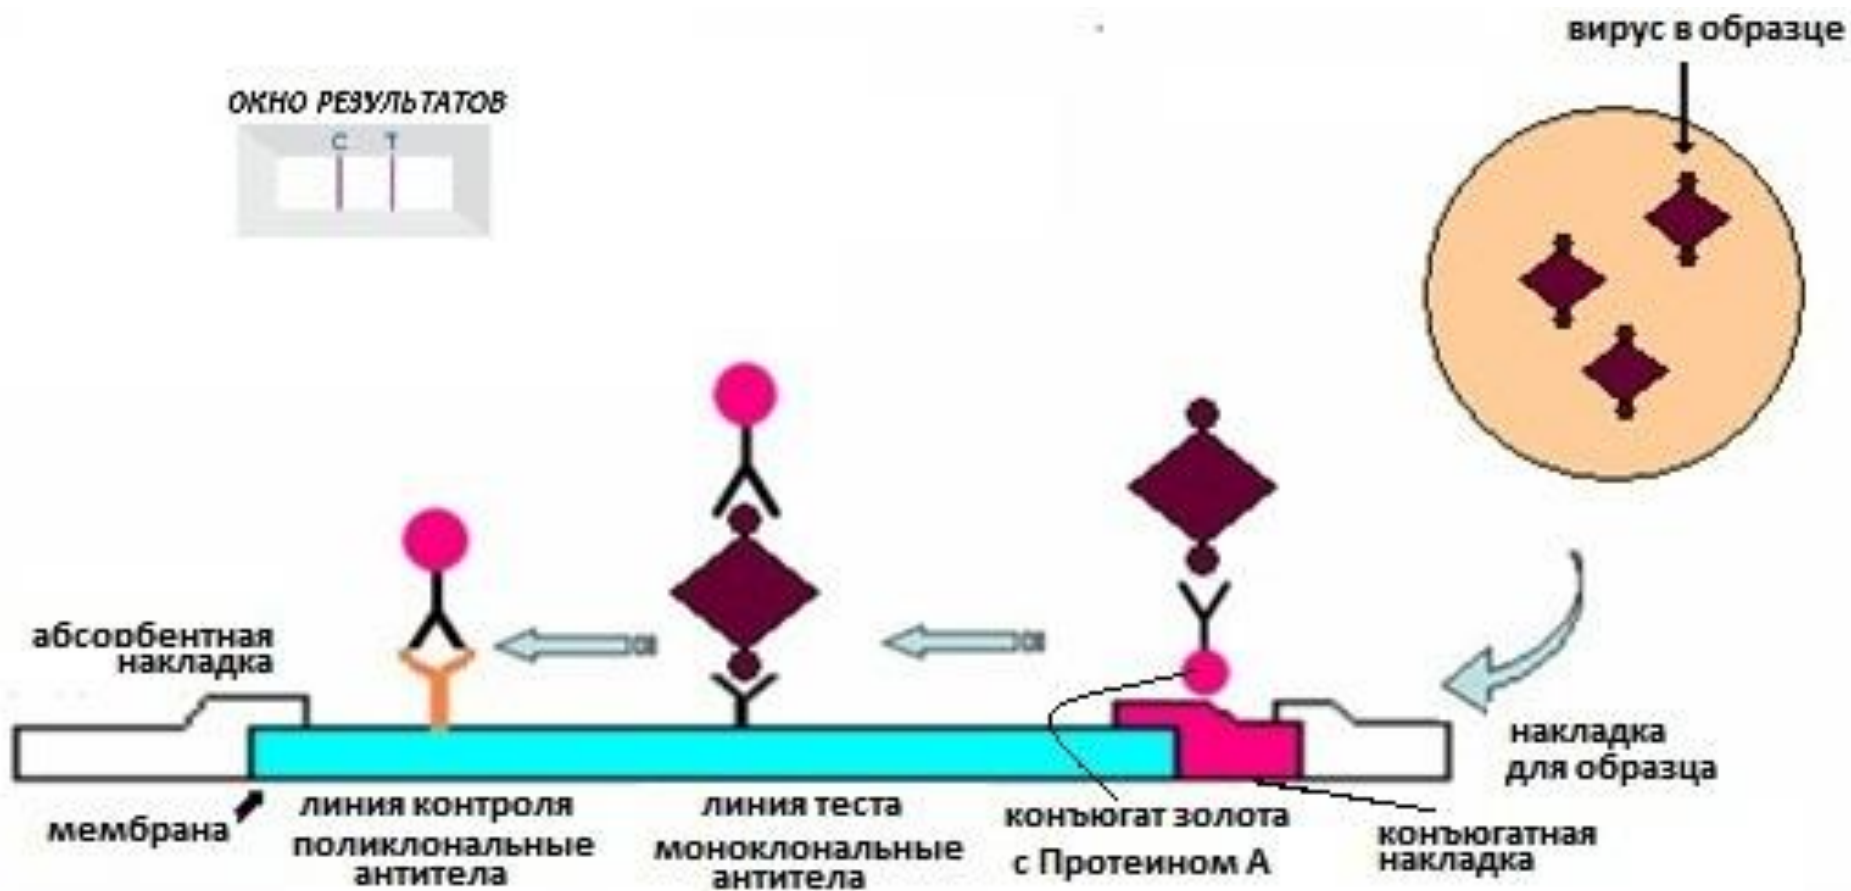 вирус в образце
ОКНО РЕЗУЛЬТАТОВ
C T
абсорбентная
накладка
накладка
для образца
мембрана
линия контроля
поликлональные
антитела
линия теста
моноклональные
антитела
конъюгат золота
с Протеином А
конъюгатная
накладка